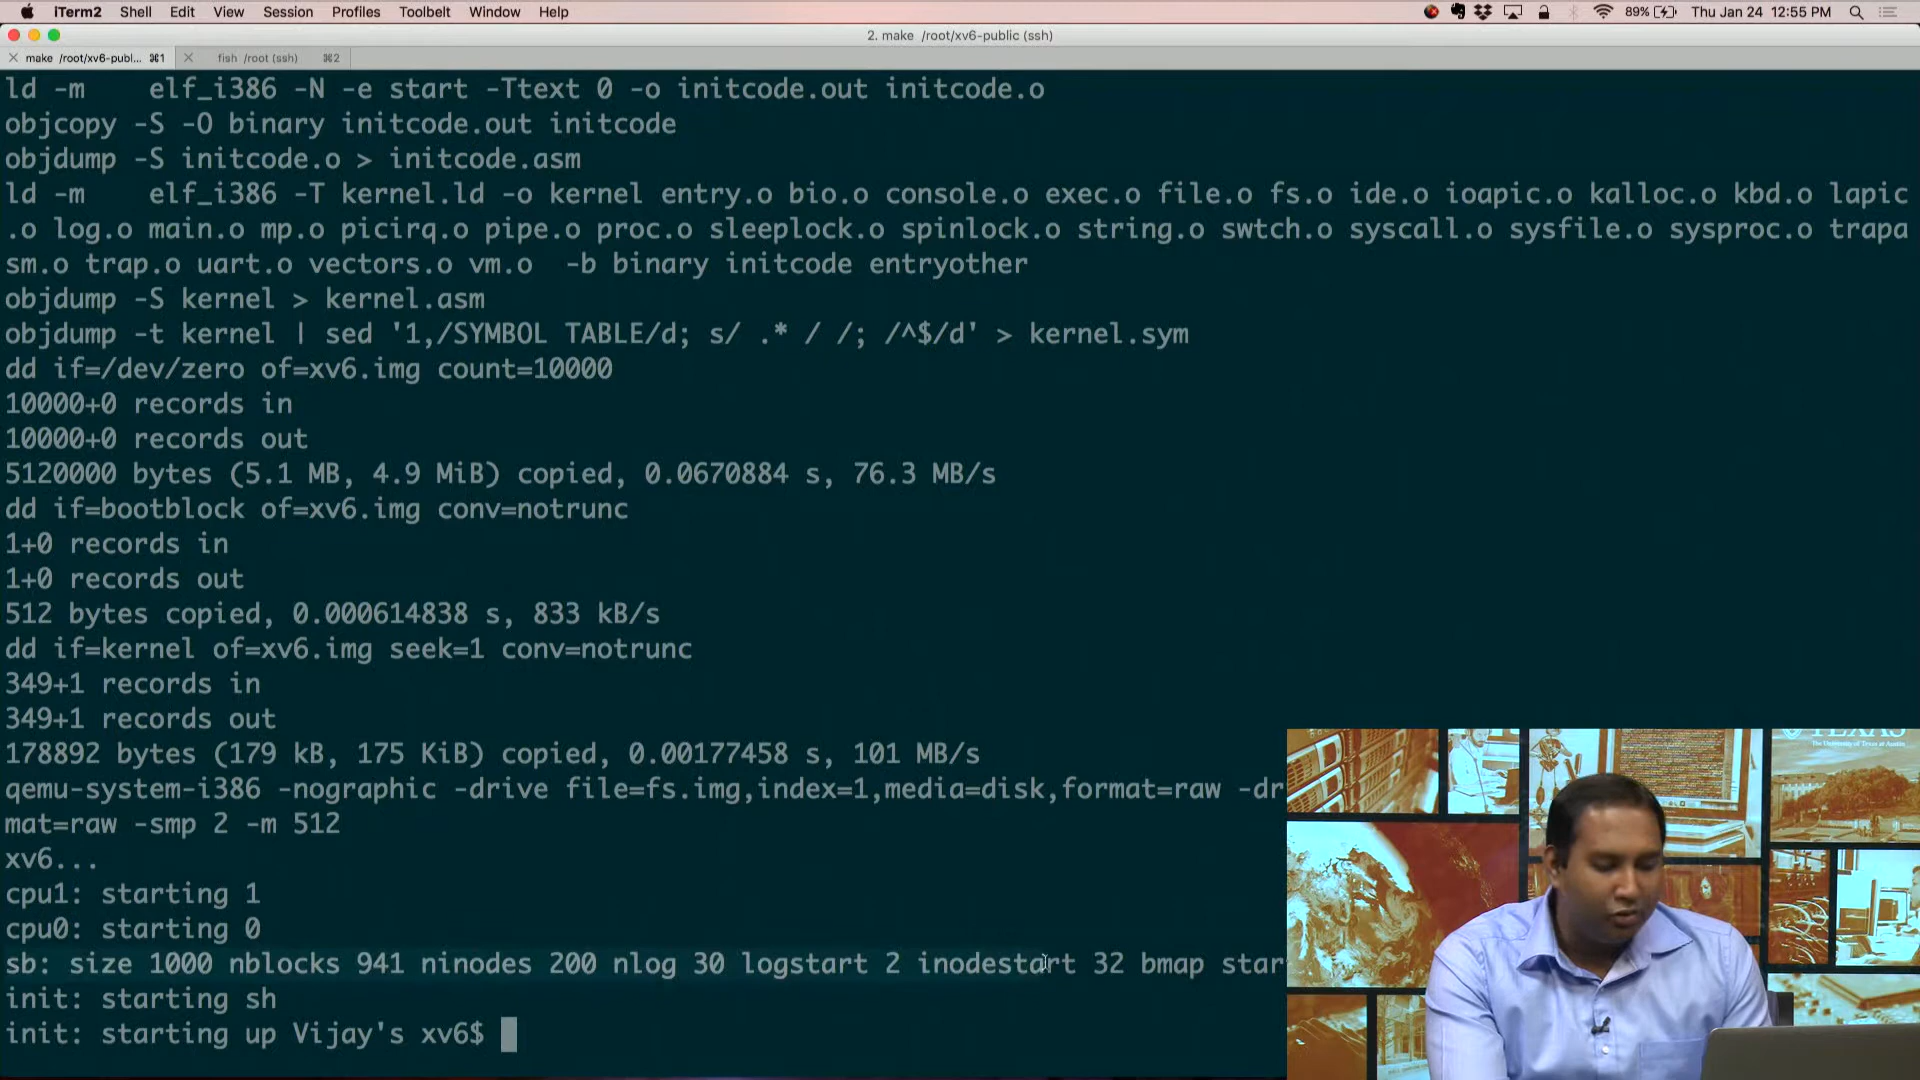 iTerm2 Shell Edit View Session Profiles Toolbelt Window Help 89% Thu Jan 24 12:55 PM
2. make /root/xv6-public (ssh)
make /root/xv6-publ... ⌘1 fish /root (ssh) ⌘2
ld -m    elf_i386 -N -e start -Ttext 0 -o initcode.out initcode.o
objcopy -S -O binary initcode.out initcode
objdump -S initcode.o > initcode.asm
ld -m    elf_i386 -T kernel.ld -o kernel entry.o bio.o console.o exec.o file.o fs.o ide.o ioapic.o kalloc.o kbd.o lapic
.o log.o main.o mp.o picirq.o pipe.o proc.o sleeplock.o spinlock.o string.o swtch.o syscall.o sysfile.o sysproc.o trapa
sm.o trap.o uart.o vectors.o vm.o  -b binary initcode entryother
objdump -S kernel > kernel.asm
objdump -t kernel | sed '1,/SYMBOL TABLE/d; s/ .* / /; /^$/d' > kernel.sym
dd if=/dev/zero of=xv6.img count=10000
10000+0 records in
10000+0 records out
5120000 bytes (5.1 MB, 4.9 MiB) copied, 0.0670884 s, 76.3 MB/s
dd if=bootblock of=xv6.img conv=notrunc
1+0 records in
1+0 records out
512 bytes copied, 0.000614838 s, 833 kB/s
dd if=kernel of=xv6.img seek=1 conv=notrunc
349+1 records in
349+1 records out
178892 bytes (179 kB, 175 KiB) copied, 0.00177458 s, 101 MB/s
qemu-system-i386 -nographic -drive file=fs.img,index=1,media=disk,format=raw -dr
mat=raw -smp 2 -m 512
xv6...
cpu1: starting 1
cpu0: starting 0
sb: size 1000 nblocks 941 ninodes 200 nlog 30 logstart 2 inodestart 32 bmap star
init: starting sh
init: starting up Vijay's xv6$
TEXAS
The University of Texas at Austin